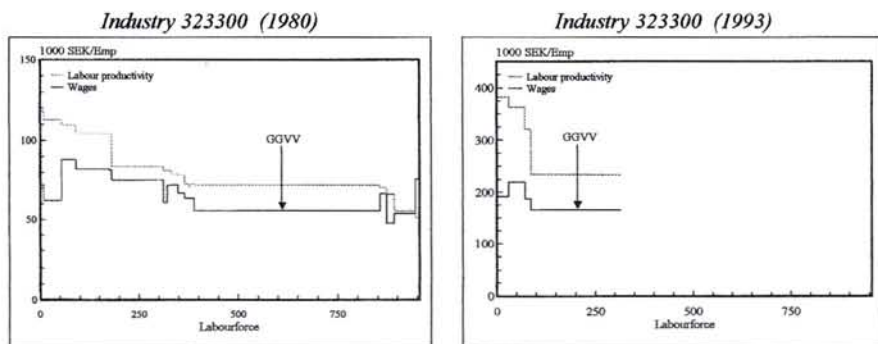 Industry 323300 (1980)
1000 SEK/Emp
150
Labour productivity
Wages
100
GGVV
50
0
0 250 500 750
Labourforce
Industry 323300 (1993)
1000 SEK/Emp
400
Labour productivity
Wages
300
GGVV
200
100
0
0 250 500 750
Labourforce